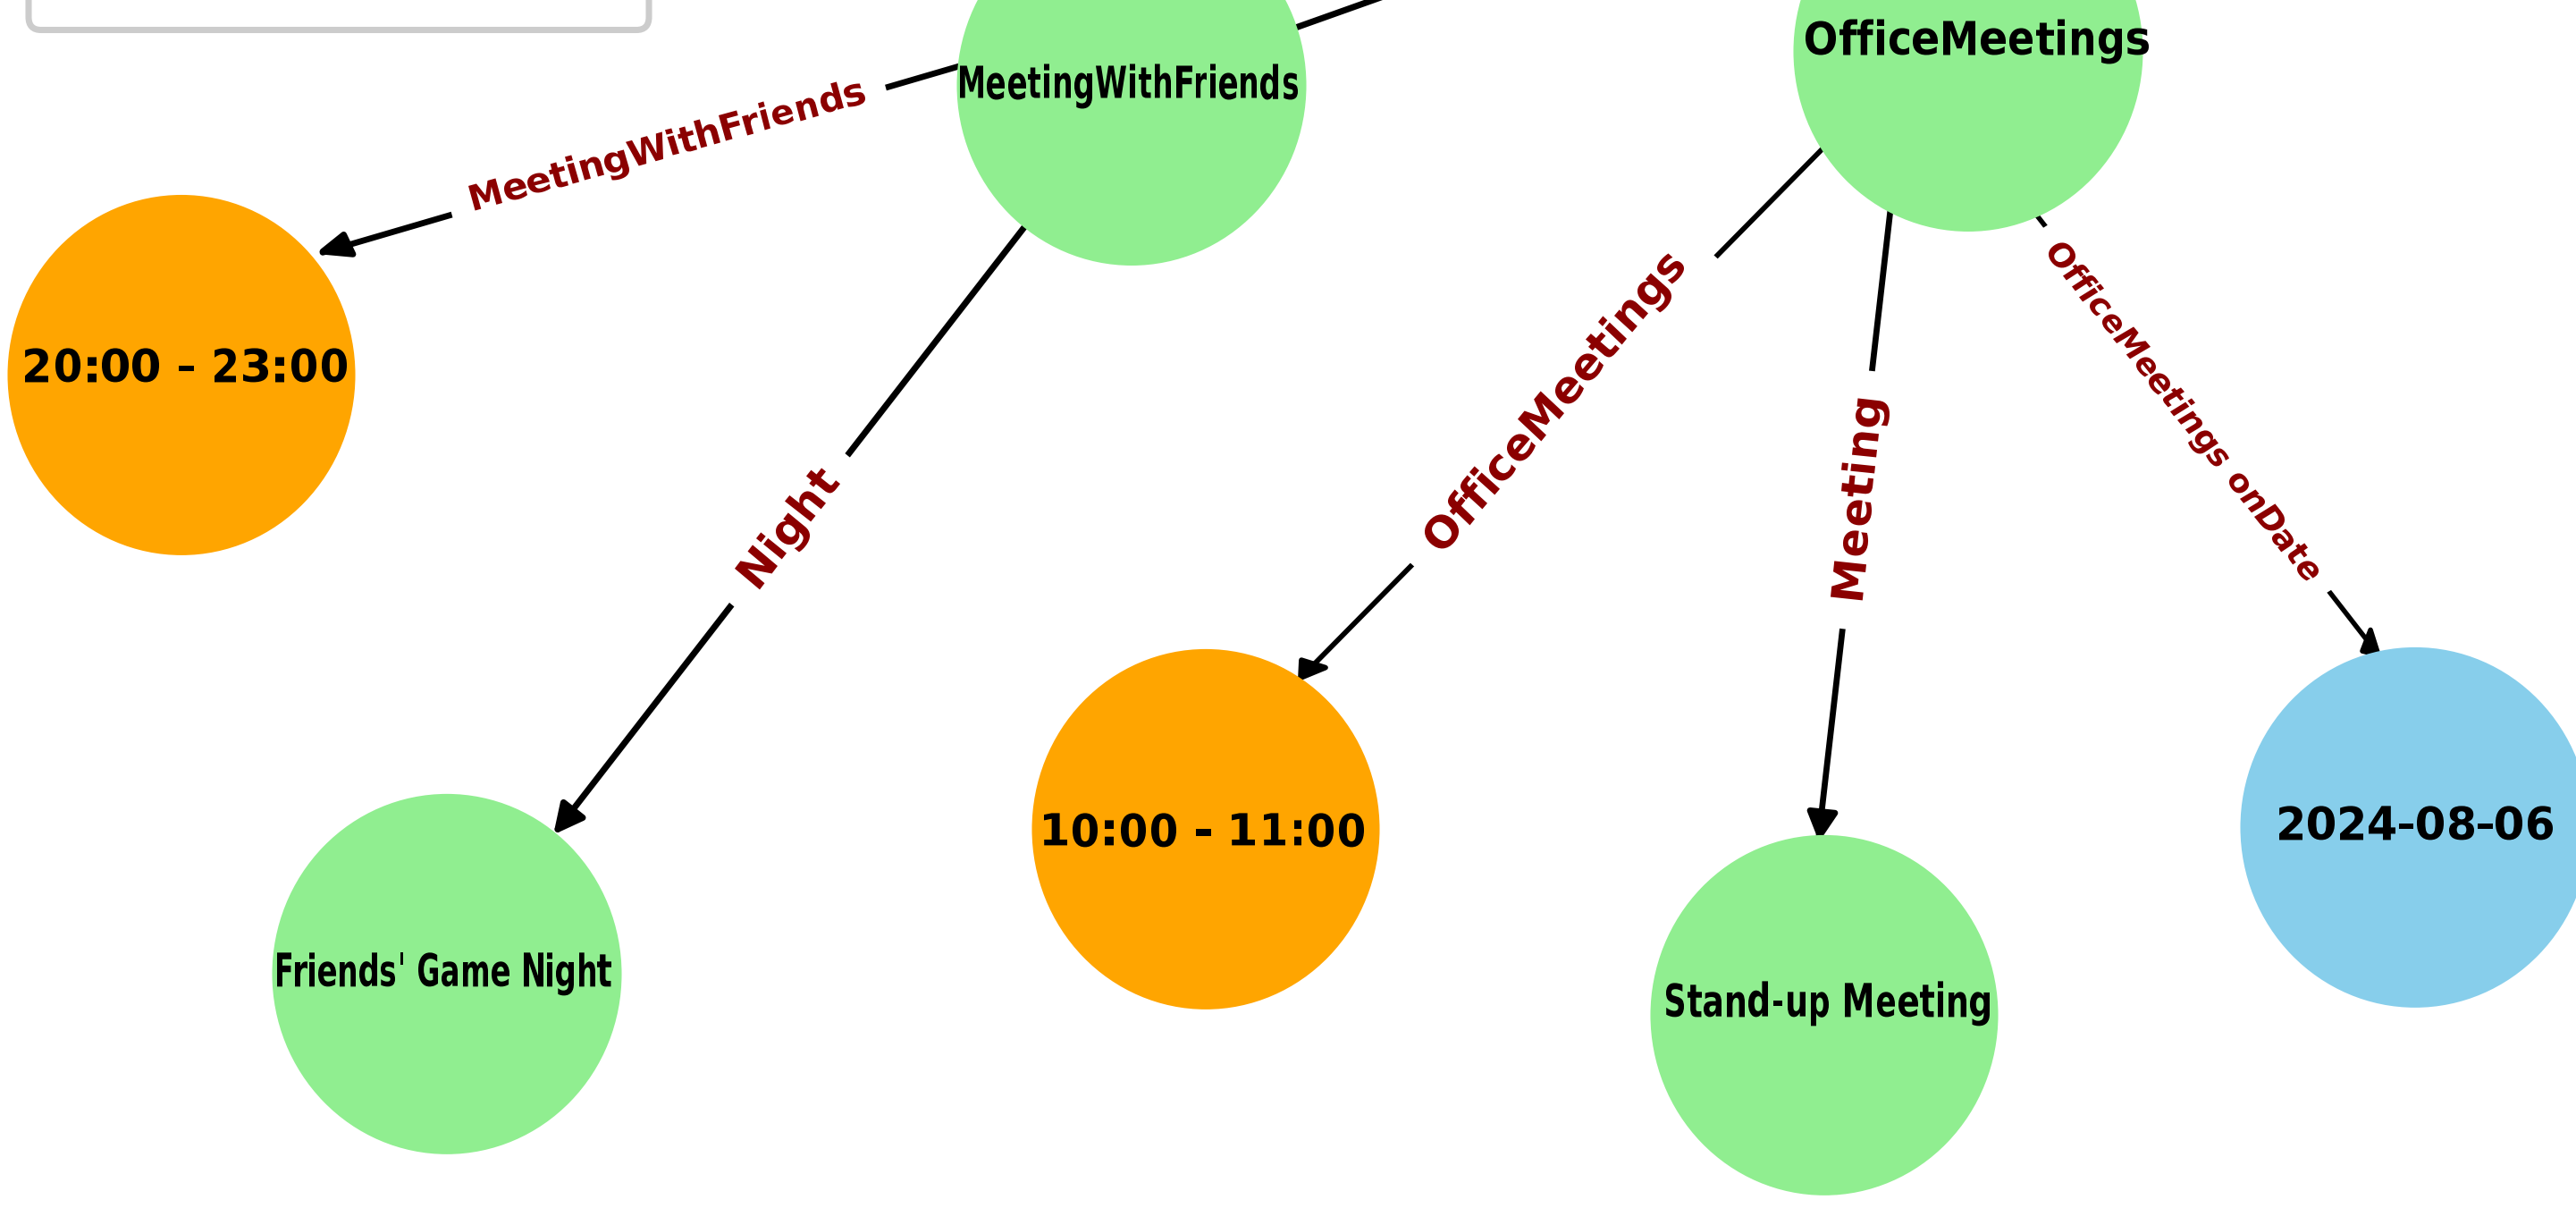 OfficeMeetings
MeetingWithFriends
MeetingWithFriends
20:00 - 23:00
OfficeMeetings
OfficeMeetings onDate
Meeting
Night
10:00 - 11:00
2024-08-06
Friends' Game Night
Stand-up Meeting